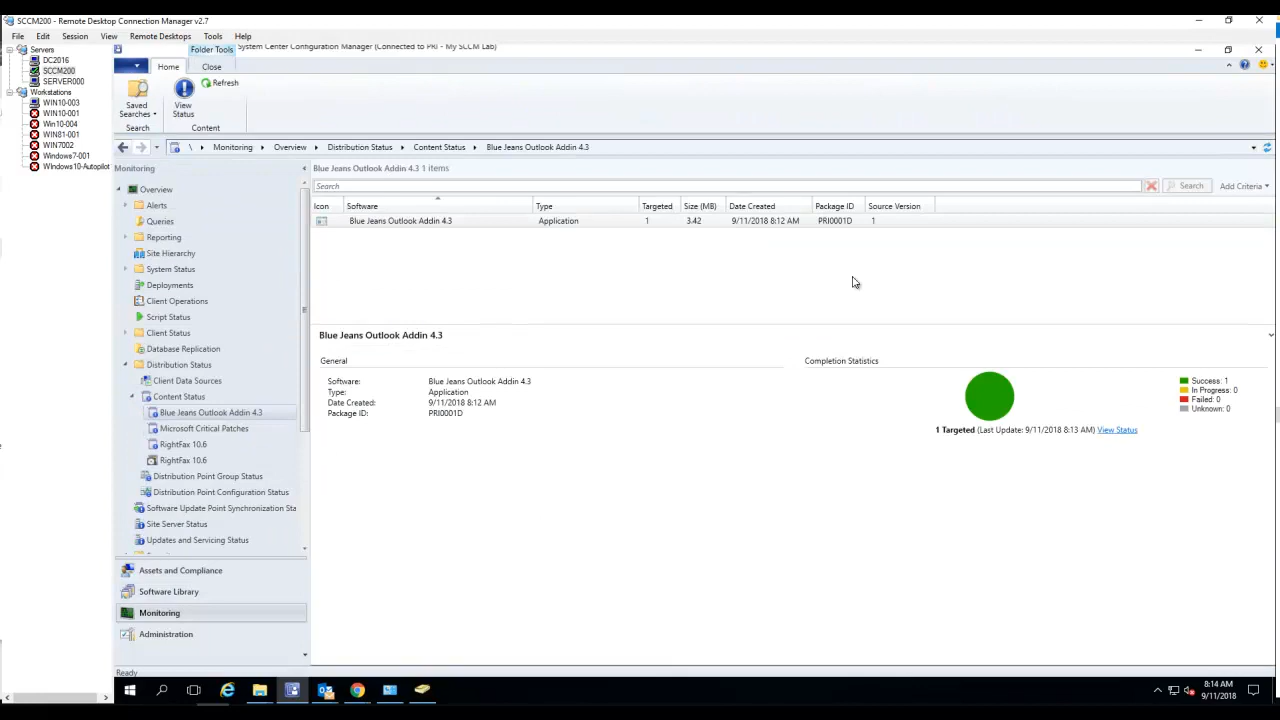 SCCM200 - Remote Desktop Connection Manager v2.7
File Edit Session View Remote Desktops Tools Help
Servers
DC2016
SCCM200
SERVER000
Workstations
WIN10-003
WIN10-001
Win10-004
WIN81-001
WIN7002
Windows7-001
Windows10-Autopilot
Folder Tools
System Center Configuration Manager (Connected to PRI - My SCCM Lab)
Home Close
Saved Searches
View Status
Refresh
Search
Content
\ Monitoring Overview Distribution Status Content Status Blue Jeans Outlook Addin 4.3
Monitoring
Overview
Alerts
Queries
Reporting
Site Hierarchy
System Status
Deployments
Client Operations
Script Status
Client Status
Database Replication
Distribution Status
Client Data Sources
Content Status
Blue Jeans Outlook Addin 4.3
Microsoft Critical Patches
RightFax 10.6
RightFax 10.6
Distribution Point Group Status
Distribution Point Configuration Status
Software Update Point Synchronization Sta
Site Server Status
Updates and Servicing Status
Assets and Compliance
Software Library
Monitoring
Administration
Blue Jeans Outlook Addin 4.3 1 items
Search Search Add Criteria
Icon Software Type Targeted Size (MB) Date Created Package ID Source Version
Blue Jeans Outlook Addin 4.3 Application 1 3.42 9/11/2018 8:12 AM PRI0001D 1
Blue Jeans Outlook Addin 4.3
General
Software: Blue Jeans Outlook Addin 4.3
Type: Application
Date Created: 9/11/2018 8:12 AM
Package ID: PRI0001D
Completion Statistics
Success: 1
In Progress: 0
Failed: 0
Unknown: 0
1 Targeted (Last Update: 9/11/2018 8:13 AM) View Status
Ready
8:14 AM
9/11/2018